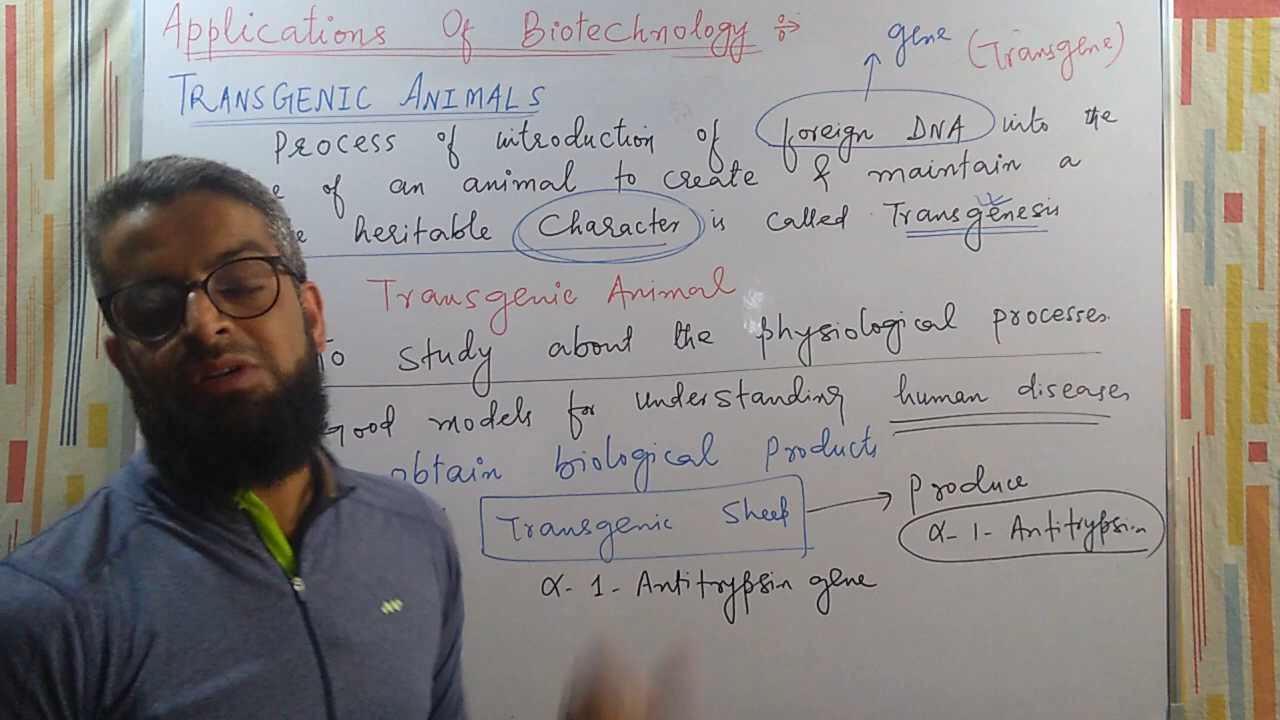 Applications Of Biotechnology :->
gene (Transgene)
TRANSGENIC ANIMALS
Process of introduction of foreign DNA into the
e of an animal to create & maintain a
e heritable Character is called Transgenesis
Transgenic Animal
To study about the physiological processes.
Good models for understanding human diseases
obtain biological Products
Transgenic Sheep → Produce
α-1-Antitrypsin
α-1-Antitrypsin gene